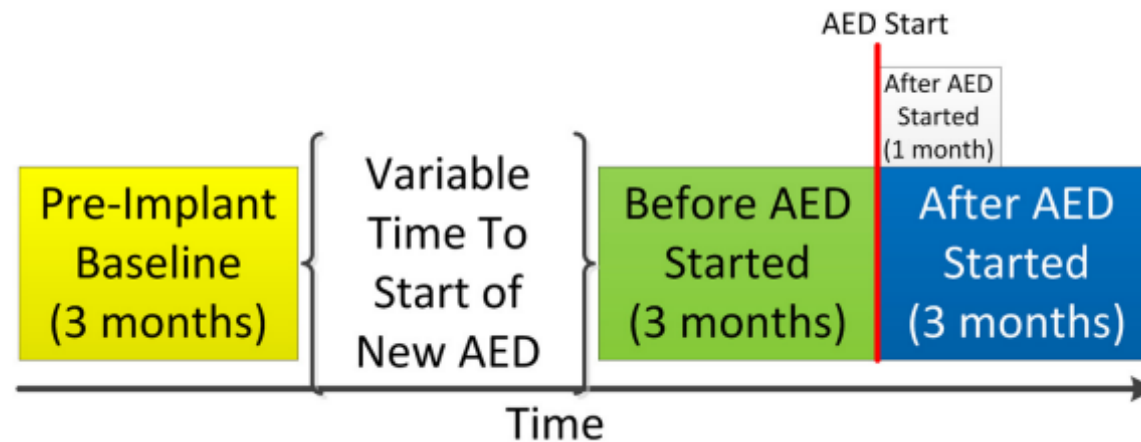 AED Start
After AED
Started
(1 month)
Pre-Implant
Baseline
(3 months)
Variable
Time To
Start of
New AED
Before AED
Started
(3 months)
After AED
Started
(3 months)
Time